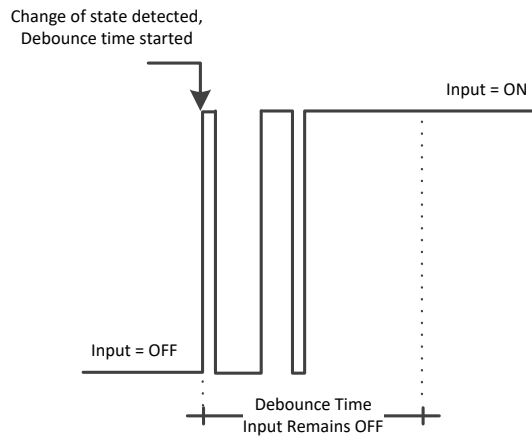 Change of state detected,
Debounce time started
Input = ON
Input = OFF
Debounce Time
Input Remains OFF